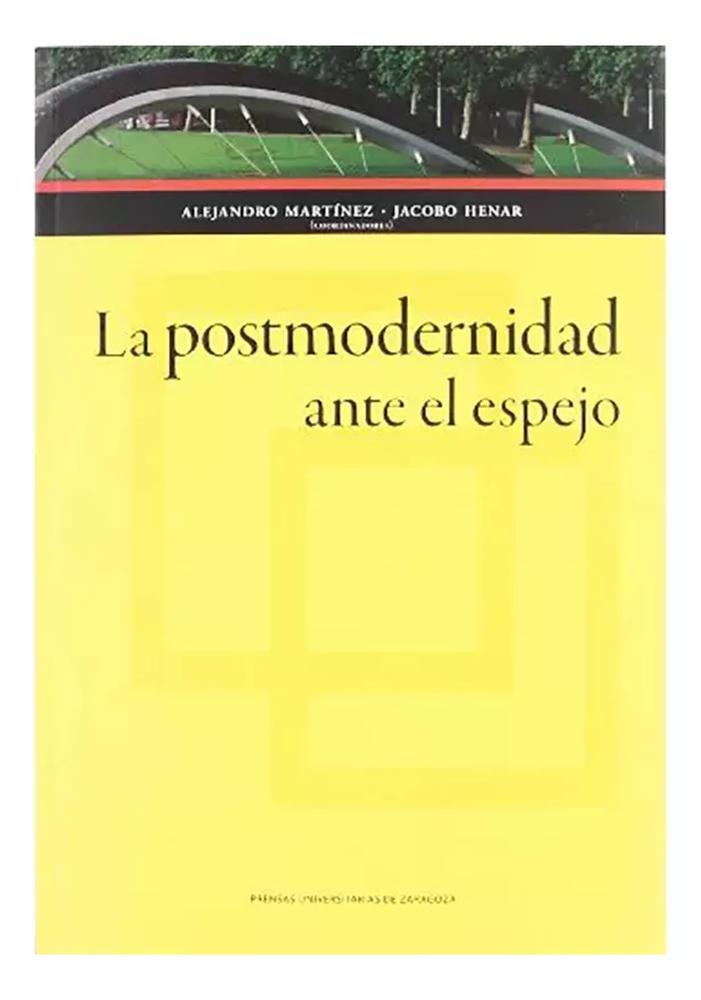 ALEJANDRO MARTÍNEZ · JACOBO HENAR
(COORDINADORES)
La postmodernidad
ante el espejo
PRENSAS UNIVERSITARIAS DE ZARAGOZA